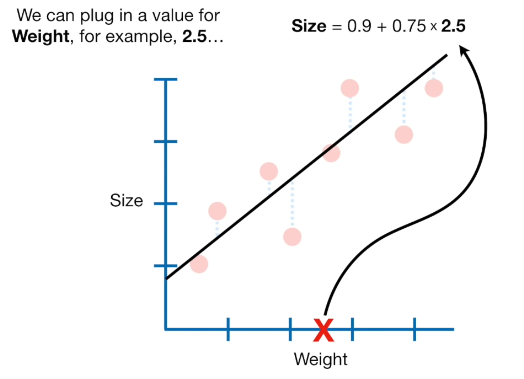 We can plug in a value for
Weight, for example, 2.5…
Size = 0.9 + 0.75 × 2.5
Size
X
Weight